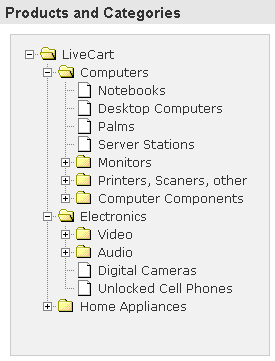 Products and Categories
LiveCart
Computers
Notebooks
Desktop Computers
Palms
Server Stations
Monitors
Printers, Scaners, other
Computer Components
Electronics
Video
Audio
Digital Cameras
Unlocked Cell Phones
Home Appliances